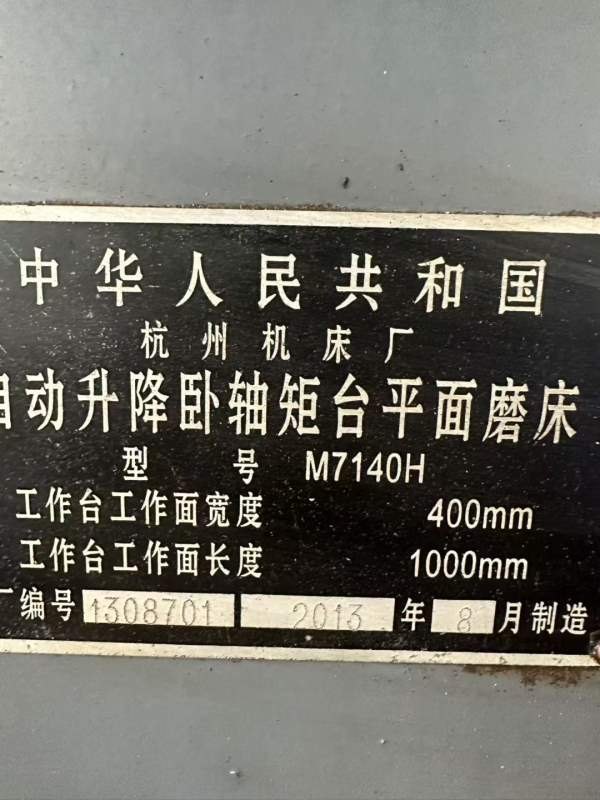 中华人民共和国
杭州机床厂
自动升降卧轴矩台平面磨床
型 号 M7140H
工作台工作面宽度 400mm
工作台工作面长度 1000mm
厂编号 1308701 2013 年 8 月制造